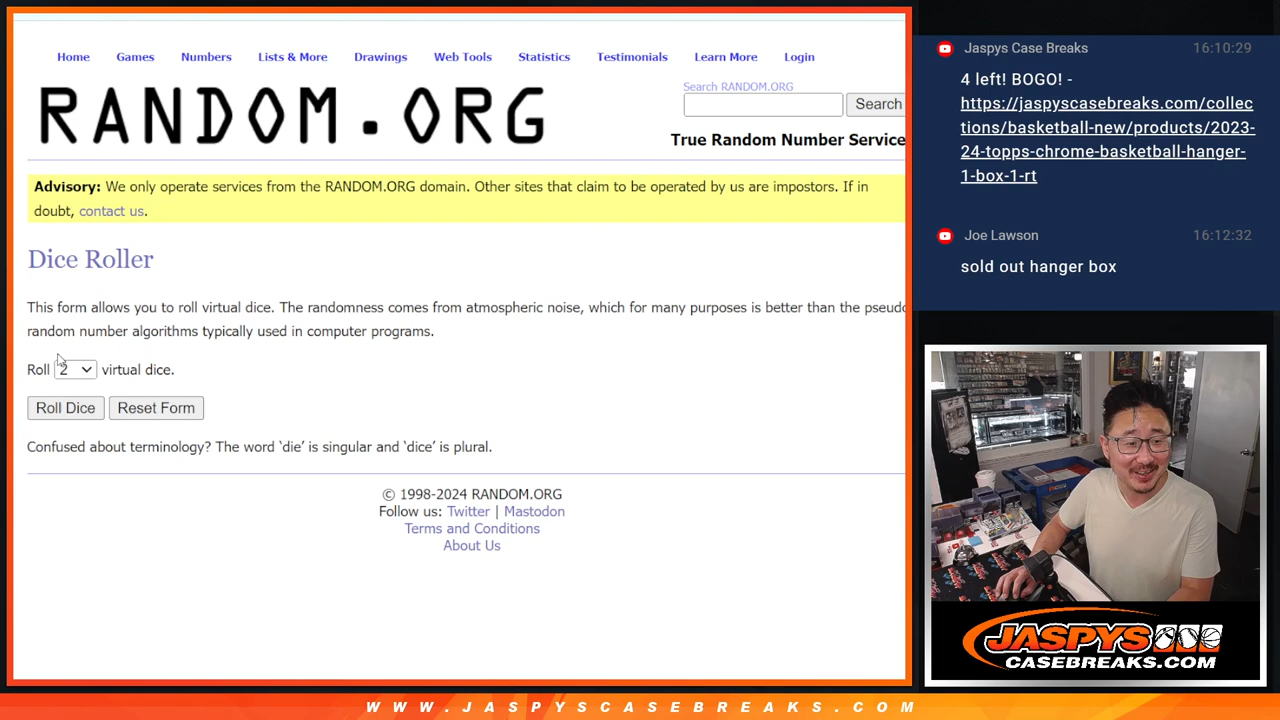 Home Games Numbers Lists & More Drawings Web Tools Statistics Testimonials Learn More Login
RANDOM.ORG
Search RANDOM.ORG
Search
True Random Number Service
Advisory: We only operate services from the RANDOM.ORG domain. Other sites that claim to be operated by us are impostors. If in
doubt, contact us.
Dice Roller
This form allows you to roll virtual dice. The randomness comes from atmospheric noise, which for many purposes is better than the pseudo
random number algorithms typically used in computer programs.
Roll 2 virtual dice.
Roll Dice Reset Form
Confused about terminology? The word ‘die’ is singular and ‘dice’ is plural.
© 1998-2024 RANDOM.ORG
Follow us: Twitter | Mastodon
Terms and Conditions
About Us
Jaspys Case Breaks 16:10:29
4 left! BOGO! -
https://jaspyscasebreaks.com/collec
tions/basketball-new/products/2023-
24-topps-chrome-basketball-hanger-
1-box-1-rt
Joe Lawson 16:12:32
sold out hanger box
JASPYS
CASEBREAKS.COM
WWW.JASPYSCASEBREAKS.COM